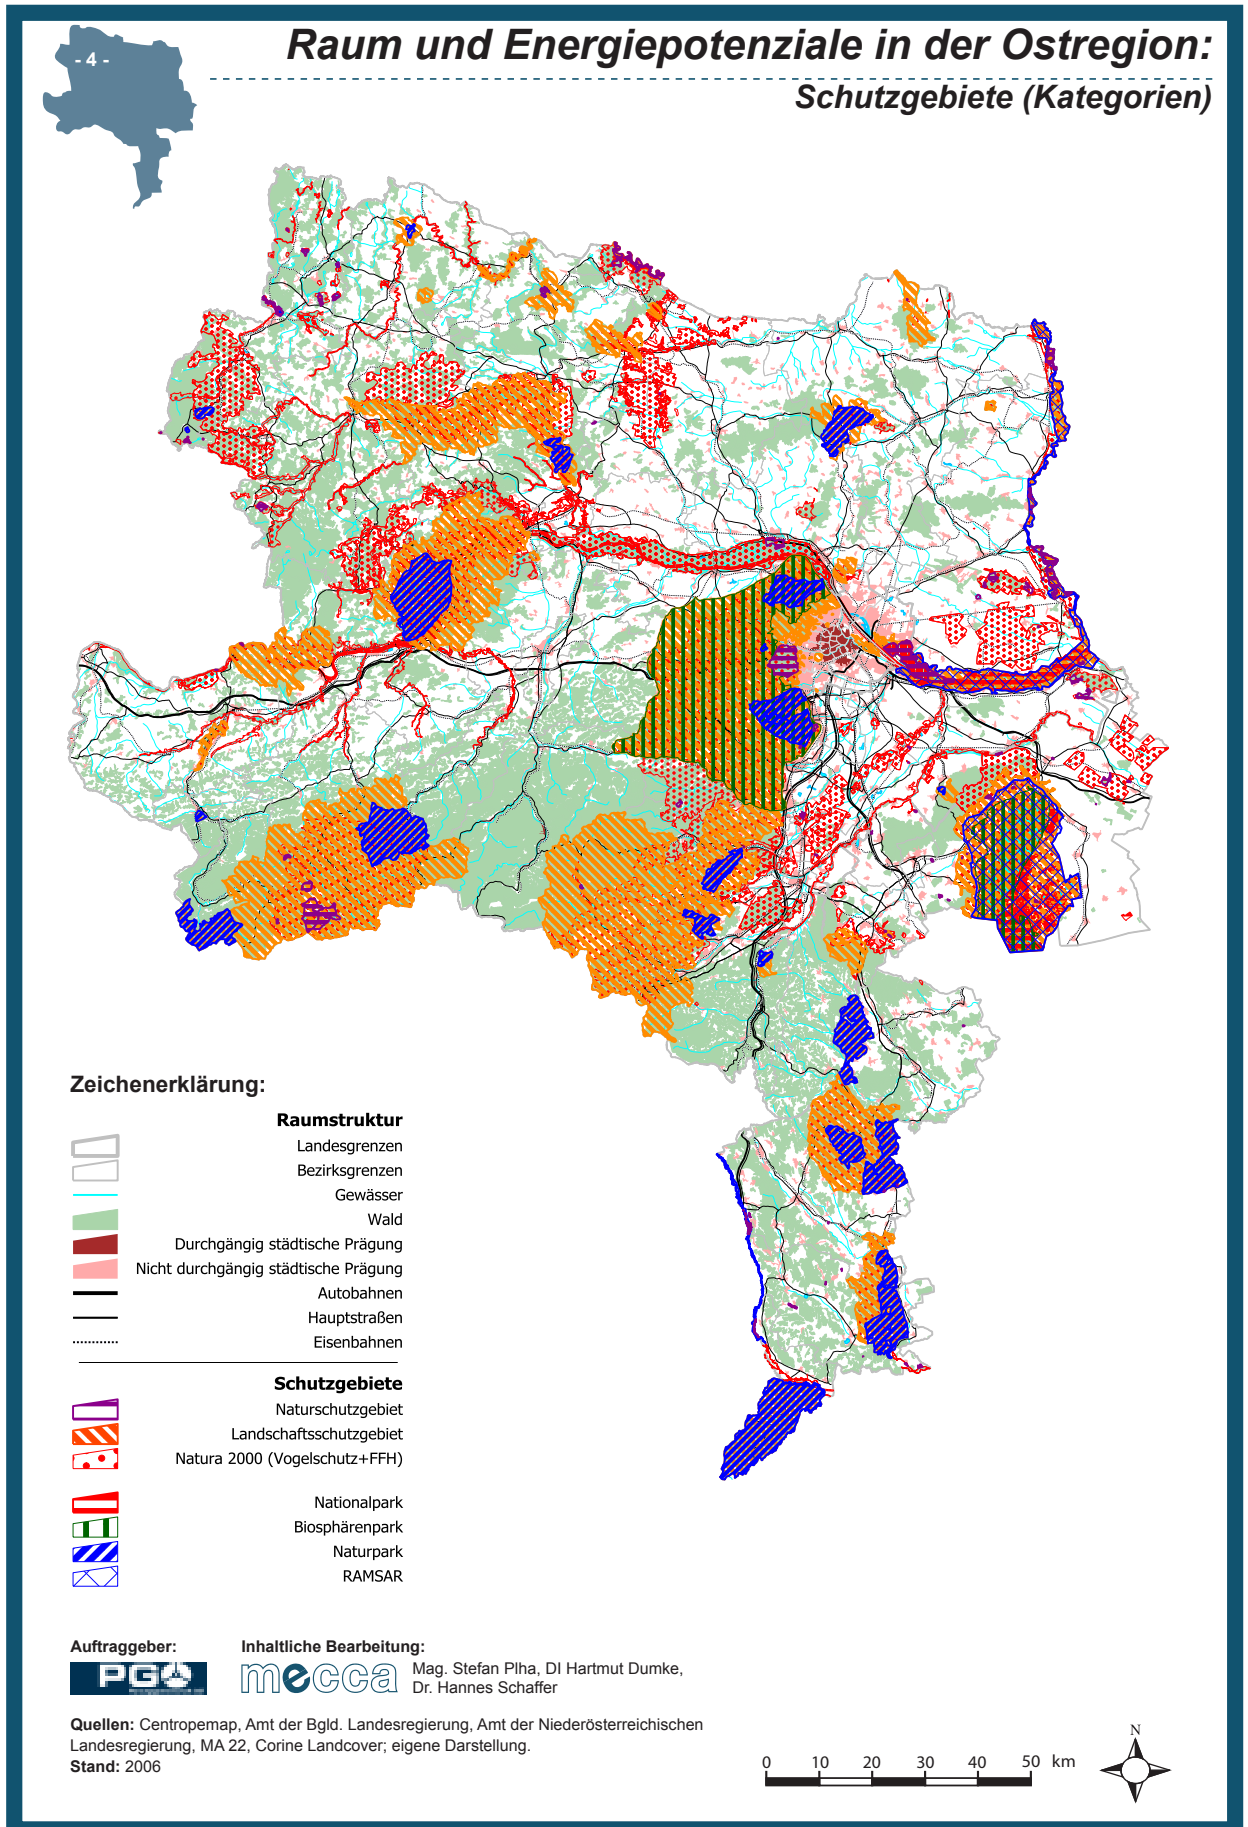 - 4 -
Raum und Energiepotenziale in der Ostregion:
Schutzgebiete (Kategorien)
Zeichenerklärung:
Raumstruktur
Landesgrenzen
Bezirksgrenzen
Gewässer
Wald
Durchgängig städtische Prägung
Nicht durchgängig städtische Prägung
Autobahnen
Hauptstraßen
Eisenbahnen
Schutzgebiete
Naturschutzgebiet
Landschaftsschutzgebiet
Natura 2000 (Vogelschutz+FFH)
Nationalpark
Biosphärenpark
Naturpark
RAMSAR
Auftraggeber:
PGO
Inhaltliche Bearbeitung:
mecca
Mag. Stefan Plha, DI Hartmut Dumke,
Dr. Hannes Schaffer
Quellen: Centropemap, Amt der Bgld. Landesregierung, Amt der Niederösterreichischen
Landesregierung, MA 22, Corine Landcover; eigene Darstellung.
Stand: 2006
0 10 20 30 40 50 km
N